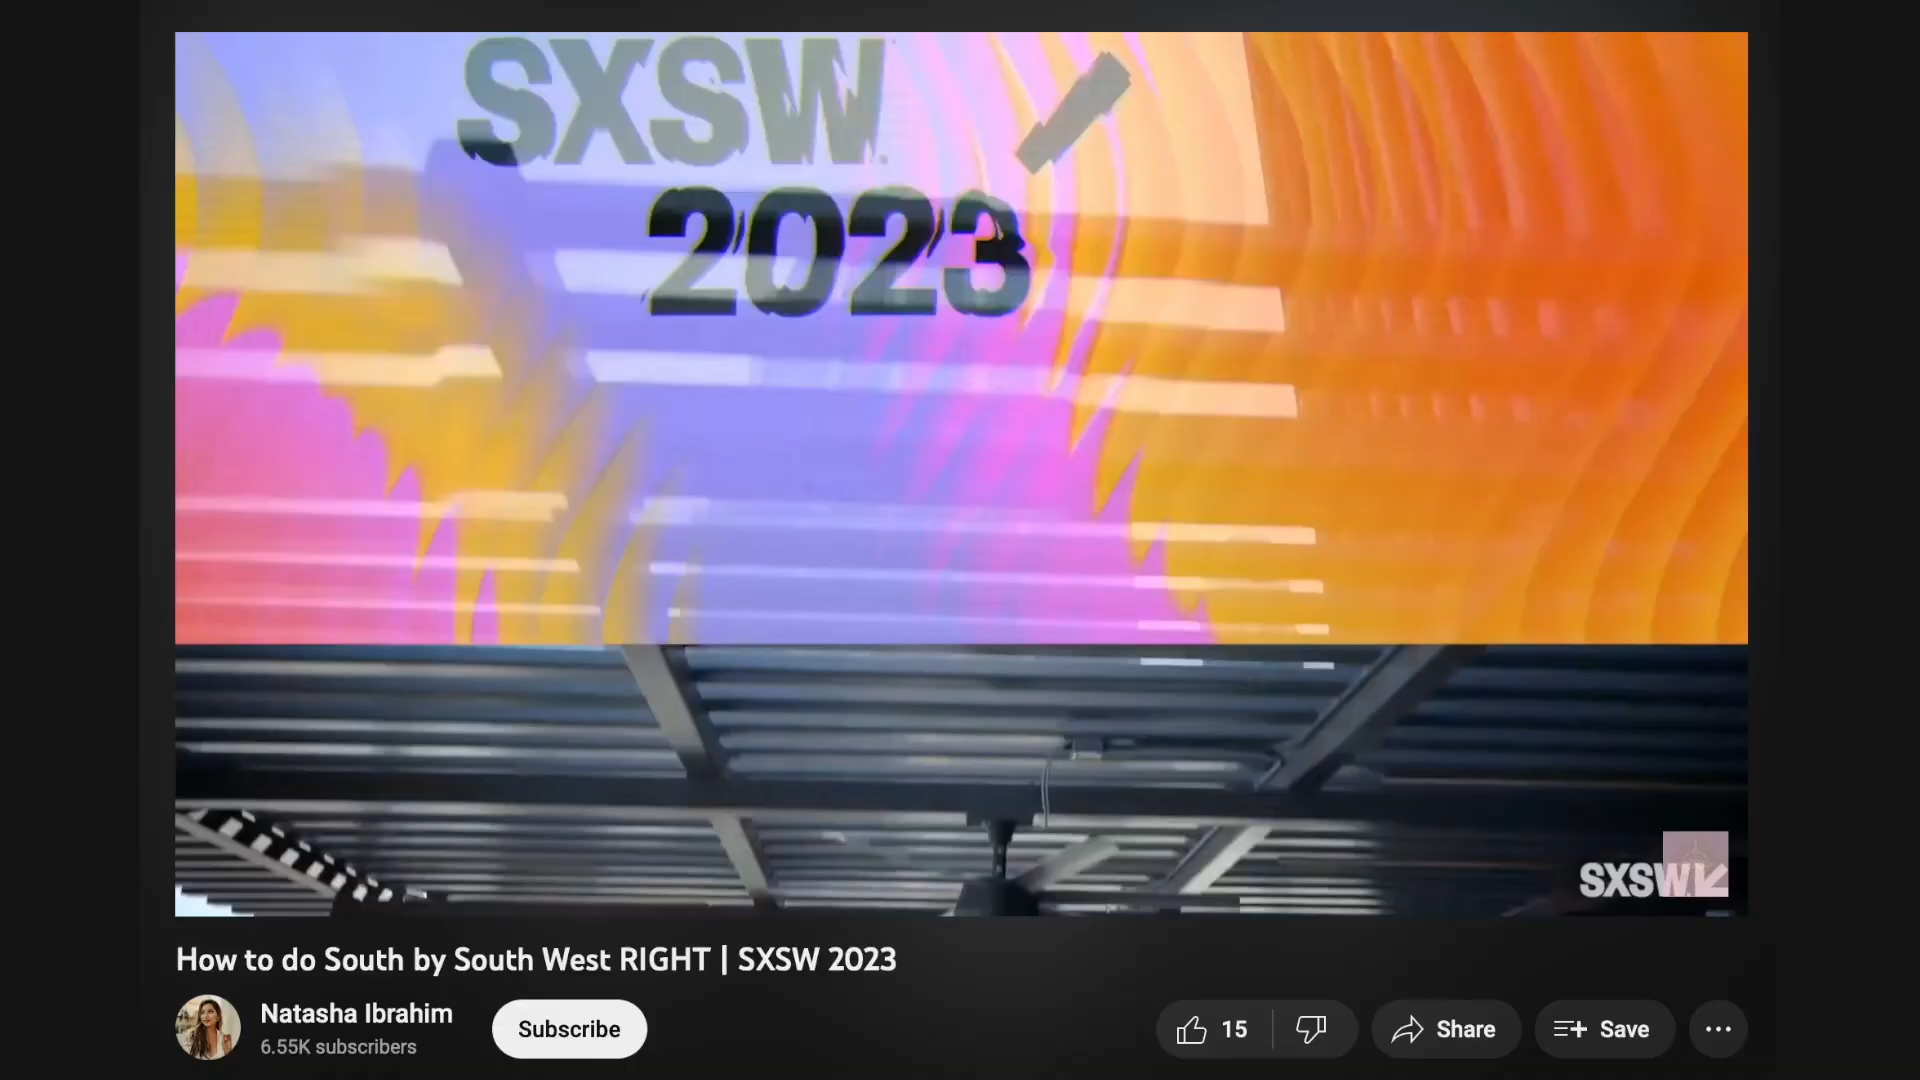 SXSW
2023
SXSW
How to do South by South West RIGHT | SXSW 2023
Natasha Ibrahim
6.55K subscribers
Subscribe
15
Share
Save